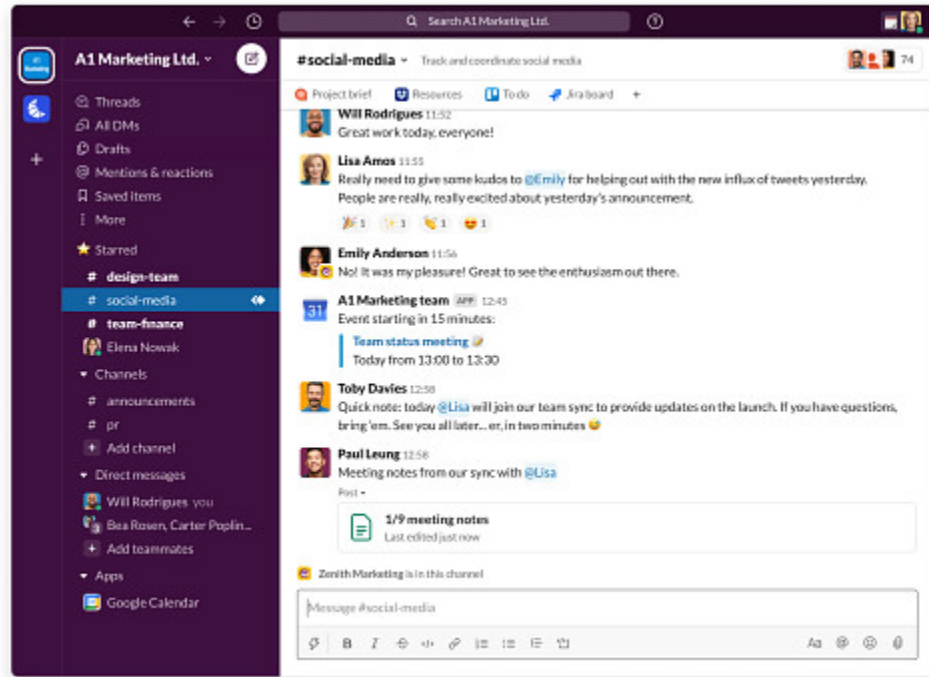 Search A1 Marketing Ltd.
A1 Marketing Ltd.
Threads
All DMs
Drafts
Mentions & reactions
Saved items
More
Starred
# design-team
# social-media
# team-finance
Elena Nowak
Channels
# announcements
# pr
+ Add channel
Direct messages
Will Rodrigues you
Bea Rosen, Carter Poplin...
+ Add teammates
Apps
Google Calendar
#social-media Track and coordinate social media
74
Project brief Resources To do Jira board +
Will Rodrigues 11:52
Great work today, everyone!
Lisa Amos 11:55
Really need to give some kudos to @Emily for helping out with the new influx of tweets yesterday.
People are really, really excited about yesterday's announcement.
1 1 1 1
Emily Anderson 11:56
No! It was my pleasure! Great to see the enthusiasm out there.
31
A1 Marketing team APP 12:45
Event starting in 15 minutes:
Team status meeting
Today from 13:00 to 13:30
Toby Davies 12:58
Quick note: today @Lisa will join our team sync to provide updates on the launch. If you have questions,
bring 'em. See you all later... er, in two minutes
Paul Leung 12:58
Meeting notes from our sync with @Lisa
Post
1/9 meeting notes
Last edited just now
Zenith Marketing is in this channel
Message #social-media
B I Aa @